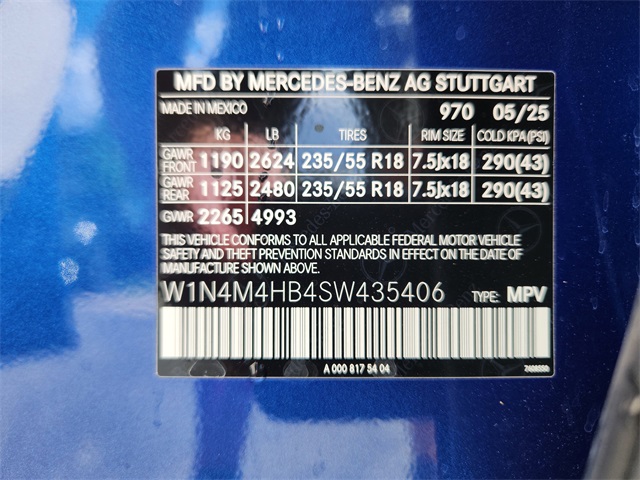 MFD BY MERCEDES-BENZ AG STUTTGART
MADE IN MEXICO 970 05/25
KG LB TIRES RIM SIZE COLD KPA(PSI)
GAWR FRONT 1190 2624 235/55 R18 7.5Jx18 290(43)
GAWR REAR 1125 2480 235/55 R18 7.5Jx18 290(43)
GVWR 2265 4993
THIS VEHICLE CONFORMS TO ALL APPLICABLE FEDERAL MOTOR VEHICLE
SAFETY AND THEFT PREVENTION STANDARDS IN EFFECT ON THE DATE OF
MANUFACTURE SHOWN ABOVE.
W1N4M4HB4SW435406 TYPE: MPV
A 000 817 54 04